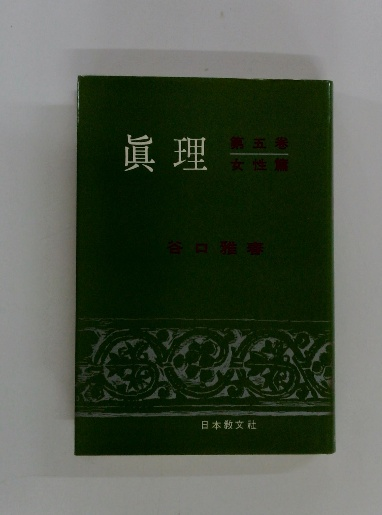 眞理 第五巻
女性篇
谷口雅春
日本教文社